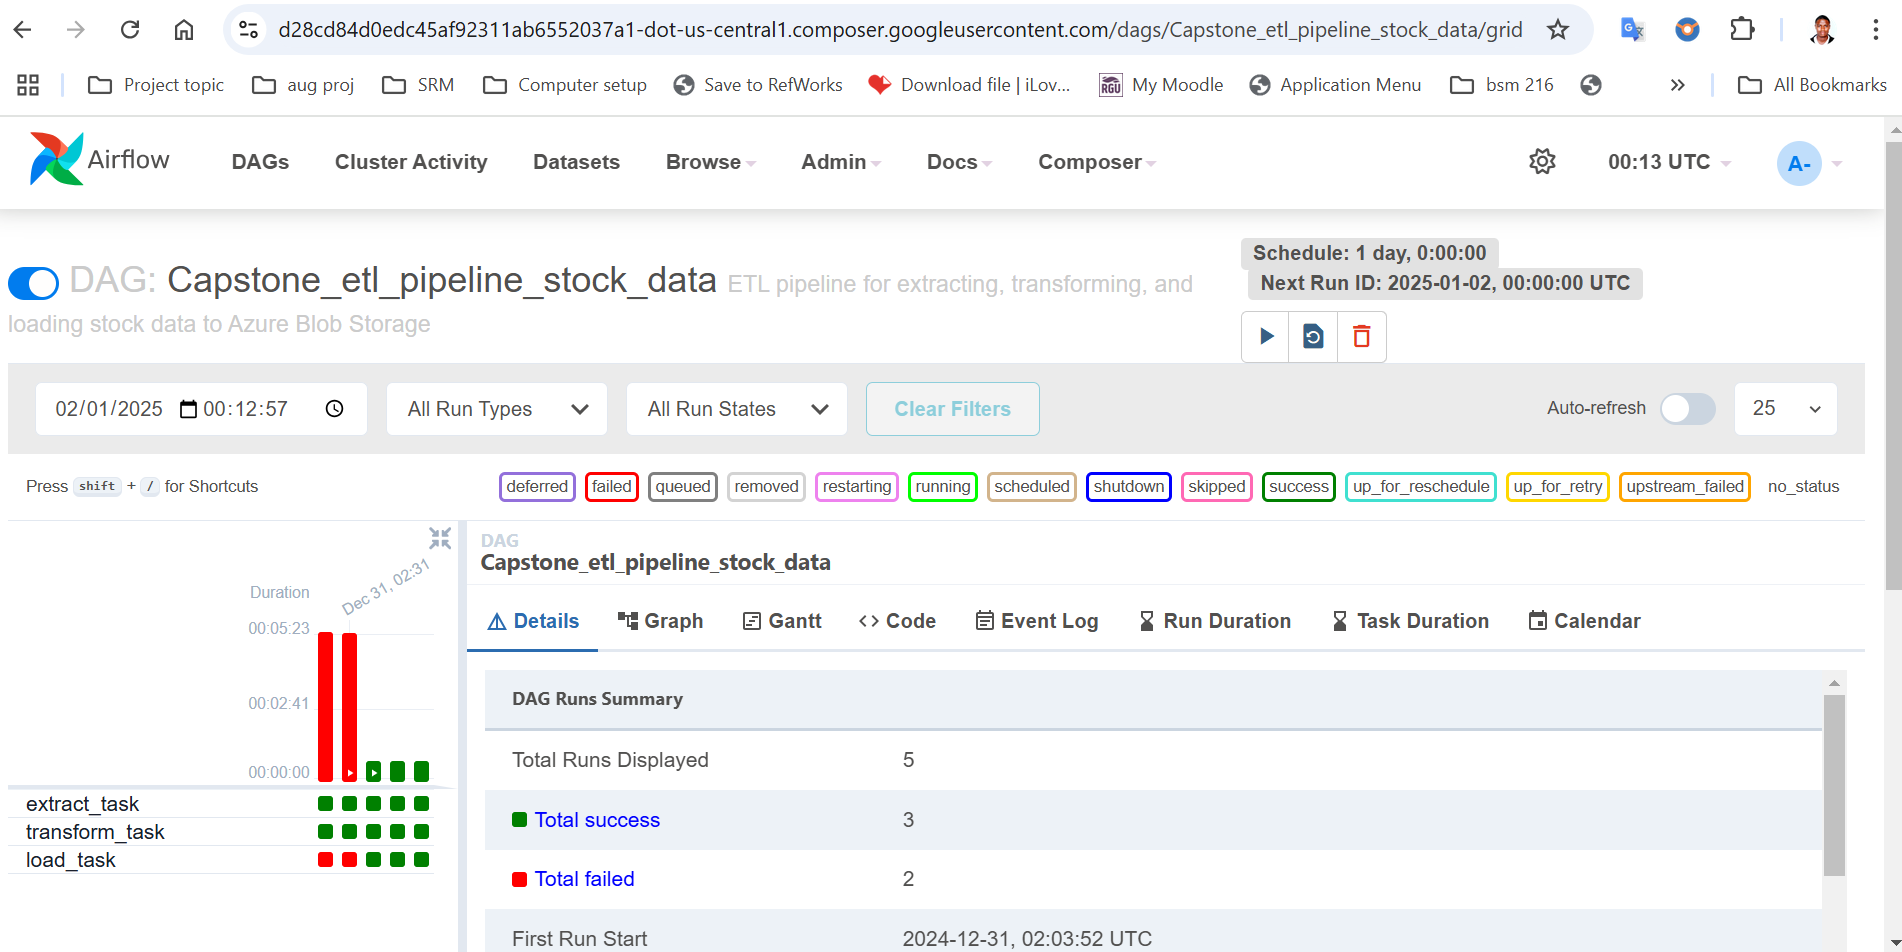 d28cd84d0edc45af92311ab6552037a1-dot-us-central1.composer.googleusercontent.com/dags/Capstone_etl_pipeline_stock_data/grid
Project topic aug proj SRM Computer setup Save to RefWorks Download file | iLov... RGU My Moodle Application Menu bsm 216 » All Bookmarks
Airflow DAGs Cluster Activity Datasets Browse Admin Docs Composer 00:13 UTC A-
Schedule: 1 day, 0:00:00
DAG: Capstone_etl_pipeline_stock_data ETL pipeline for extracting, transforming, and
Next Run ID: 2025-01-02, 00:00:00 UTC
loading stock data to Azure Blob Storage
02/01/2025 00:12:57 All Run Types All Run States Clear Filters Auto-refresh 25
Press shift + / for Shortcuts deferred failed queued removed restarting running scheduled shutdown skipped success up_for_reschedule up_for_retry upstream_failed no_status
DAG
Capstone_etl_pipeline_stock_data
Dec 31, 02:31
Duration
00:05:23
00:02:41
00:00:00
extract_task
transform_task
load_task
Details Graph Gantt Code Event Log Run Duration Task Duration Calendar
DAG Runs Summary
Total Runs Displayed 5
Total success 3
Total failed 2
First Run Start 2024-12-31, 02:03:52 UTC